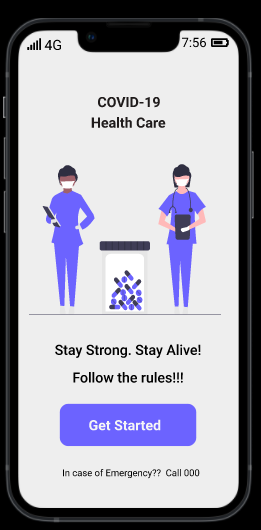 4G
7:56
COVID-19
Health Care
Stay Strong. Stay Alive!
Follow the rules!!!
Get Started
In case of Emergency?? Call 000